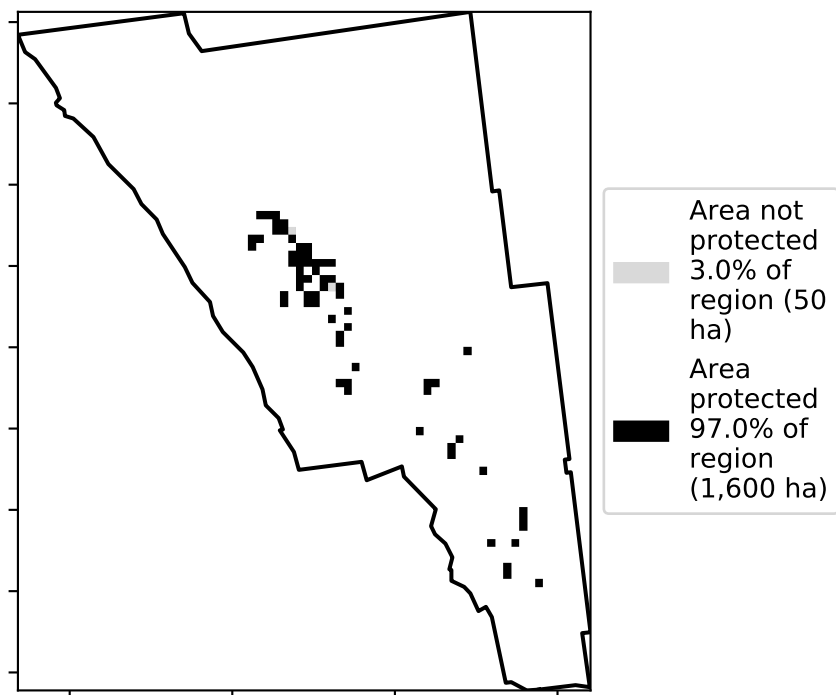 Area not
protected
3.0% of
region (50
ha)
Area
protected
97.0% of
region
(1,600 ha)